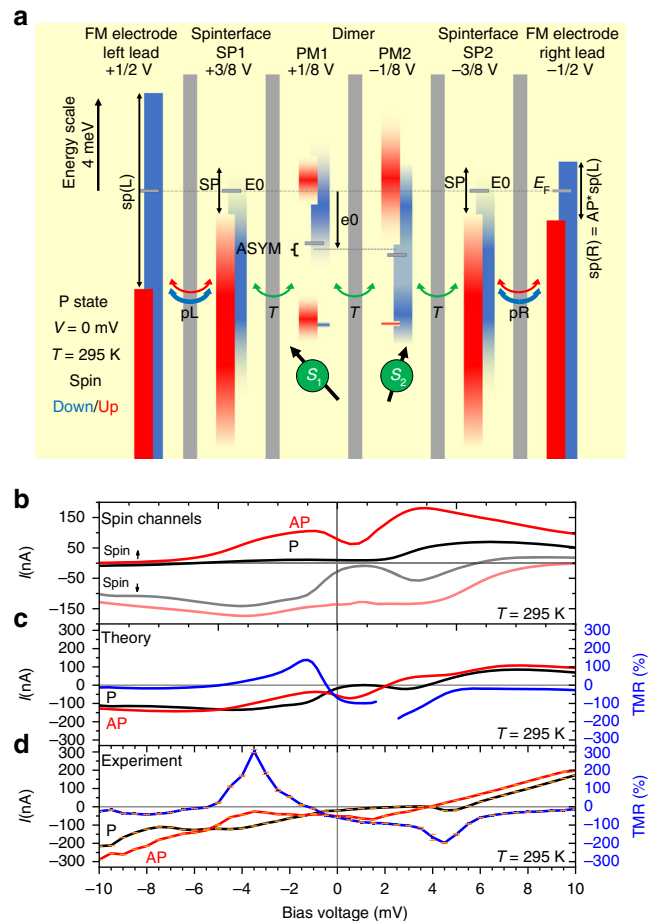 a
FM electrode
left lead
+1/2 V
Spinterface
SP1
+3/8 V
Dimer
PM1
+1/8 V
PM2
−1/8 V
Spinterface
SP2
−3/8 V
FM electrode
right lead
−1/2 V
Energy scale
4 meV
sp(L)
SP
E0
e0
ASYM
{
SP
E0
E_F
sp(R) = AP*sp(L)
pL
T
T
T
pR
P state
V = 0 mV
T = 295 K
Spin
Down/Up
S₁
S₂
b
Spin channels
AP
P
Spin ↑
Spin ↓
T = 295 K
I(nA)
150
50
−50
−150
c
Theory
P
AP
T = 295 K
I(nA)
300
200
100
0
−100
−200
300
200
100
0
−100
−200
−300
TMR (%)
d
Experiment
P
AP
T = 295 K
I(nA)
300
200
100
0
−100
−200
−300
300
200
100
0
−100
−200
−300
TMR (%)
−10 −8 −6 −4 −2 0 2 4 6 8 10
Bias voltage (mV)